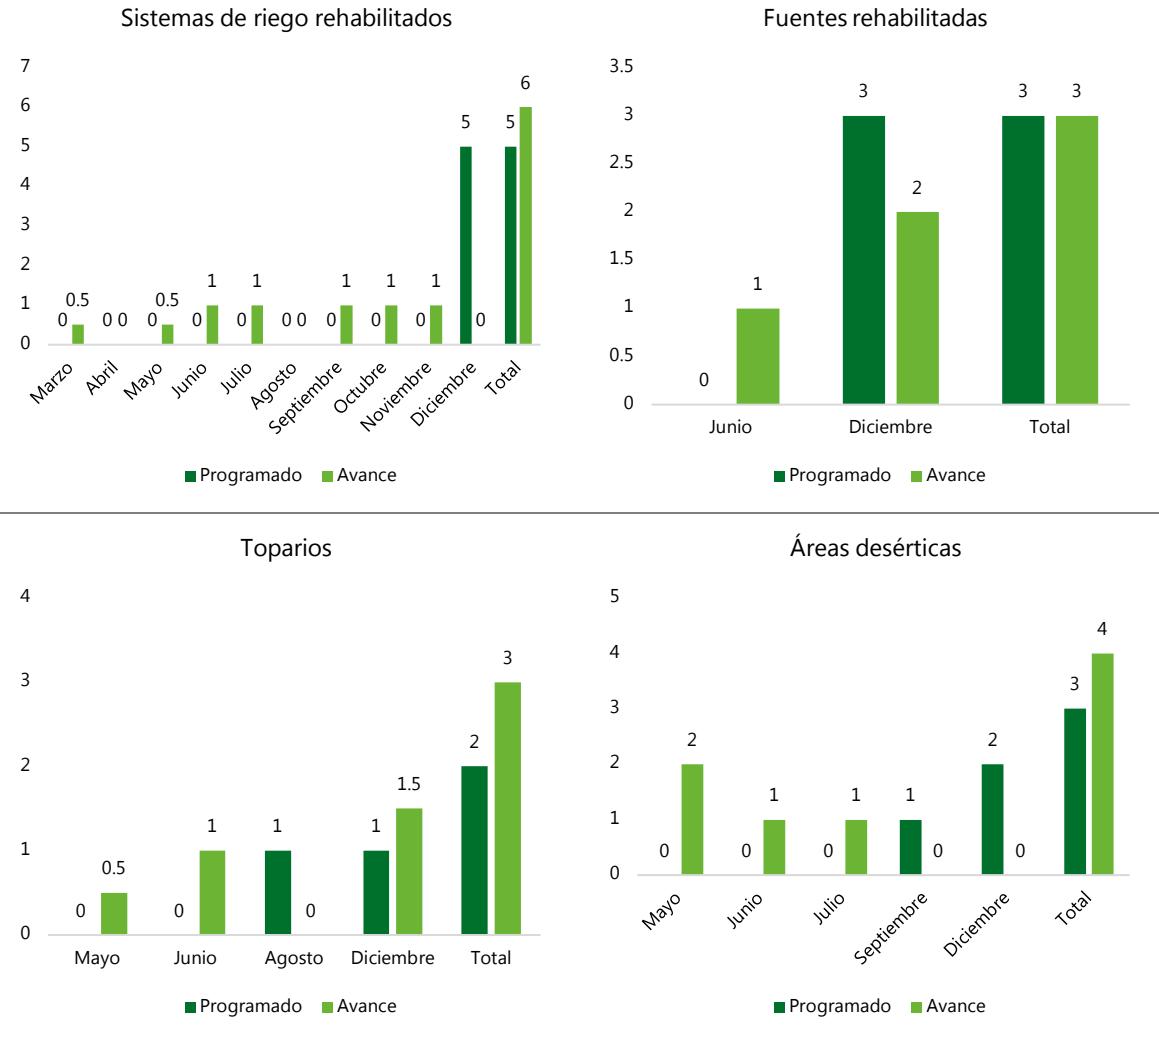 Sistemas de riego rehabilitados
7
6
5
4
3
2
1
0
0 0.5 0 0 0 0.5 0 1 0 1 0 0 0 1 0 1 0 1 5 0 5 6
Marzo Abril Mayo Junio Julio Agosto Septiembre Octubre Noviembre Diciembre Total
Programado Avance
Fuentes rehabilitadas
3.5
3
2.5
2
1.5
1
0.5
0
0 1 3 2 3 3
Junio Diciembre Total
Programado Avance
Toparios
4
3
2
1
0
0 0.5 0 1 1 0 1 1.5 2 3
Mayo Junio Agosto Diciembre Total
Programado Avance
Áreas desérticas
5
4
3
2
1
0
0 2 0 1 0 1 1 0 2 0 3 4
Mayo Junio Julio Septiembre Diciembre Total
Programado Avance